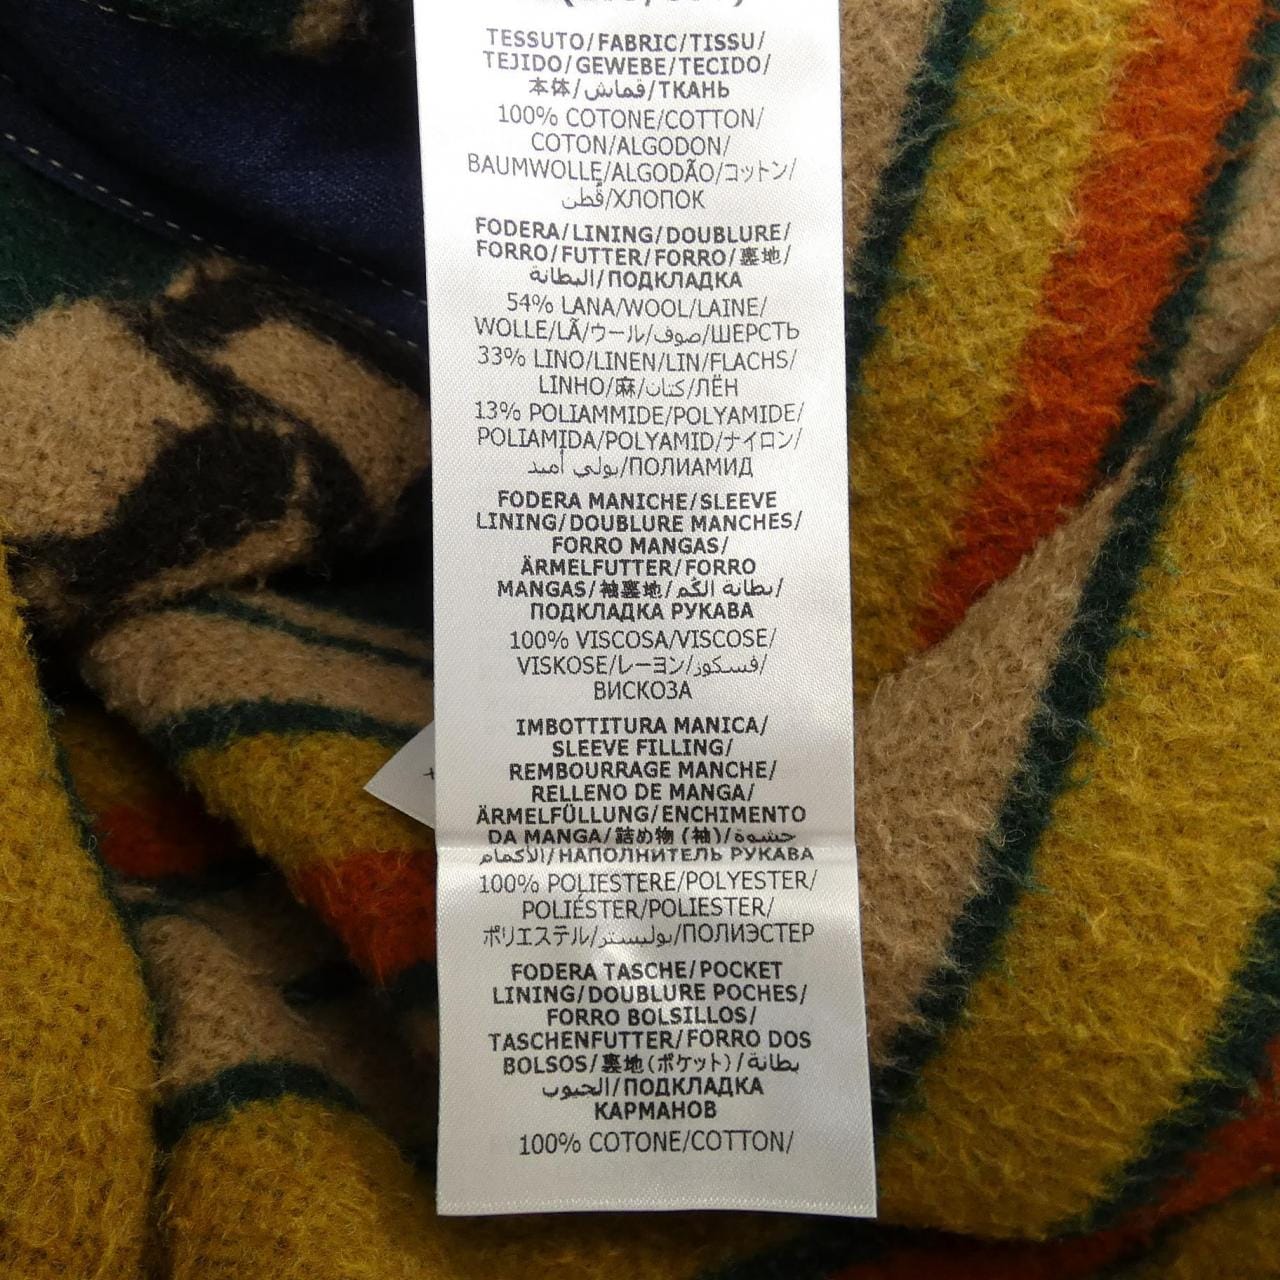 TESSUTO/FABRIC/TISSU/
TEJIDO/GEWEBE/TECIDO/
本体/قماش/ТКАНЬ
100% COTONE/COTTON/
COTON/ALGODON/
BAUMWOLLE/ALGODÃO/コットン/
قطن/ХЛОПОК
FODERA/LINING/DOUBLURE/
FORRO/FUTTER/FORRO/裏地/
البطانة/ПОДКЛАДКА
54% LANA/WOOL/LAINE/
WOLLE/LÃ/ウール/صوف/ШЕРСТЬ
33% LINO/LINEN/LIN/FLACHS/
LINHO/麻/كتان/ЛЁН
13% POLIAMMIDE/POLYAMIDE/
POLIAMIDA/POLYAMID/ナイロン/
بولي أميد/ПОЛИАМИД
FODERA MANICHE/SLEEVE
LINING/DOUBLURE MANCHES/
FORRO MANGAS/
ÄRMELFUTTER/FORRO
MANGAS/袖裏地/بطانة الكُم/
ПОДКЛАДКА РУКАВА
100% VISCOSA/VISCOSE/
VISKOSE/レーヨン/فسكوز/
ВИСКОЗА
IMBOTTITURA MANICA/
SLEEVE FILLING/
REMBOURRAGE MANCHE/
RELLENO DE MANGA/
ÄRMELFÜLLUNG/ENCHIMENTO
DA MANGA/詰め物 (袖)/حشوة
الأكمام/НАПОЛНИТЕЛЬ РУКАВА
100% POLIESTERE/POLYESTER/
POLIÉSTER/POLIESTER/
ポリエステル/بوليستر/ПОЛИЭСТЕР
FODERA TASCHE/POCKET
LINING/DOUBLURE POCHES/
FORRO BOLSILLOS/
TASCHENFUTTER/FORRO DOS
BOLSOS/裏地(ポケット)/بطانة
الجيوب/ПОДКЛАДКА
КАРМАНОВ
100% COTONE/COTTON/